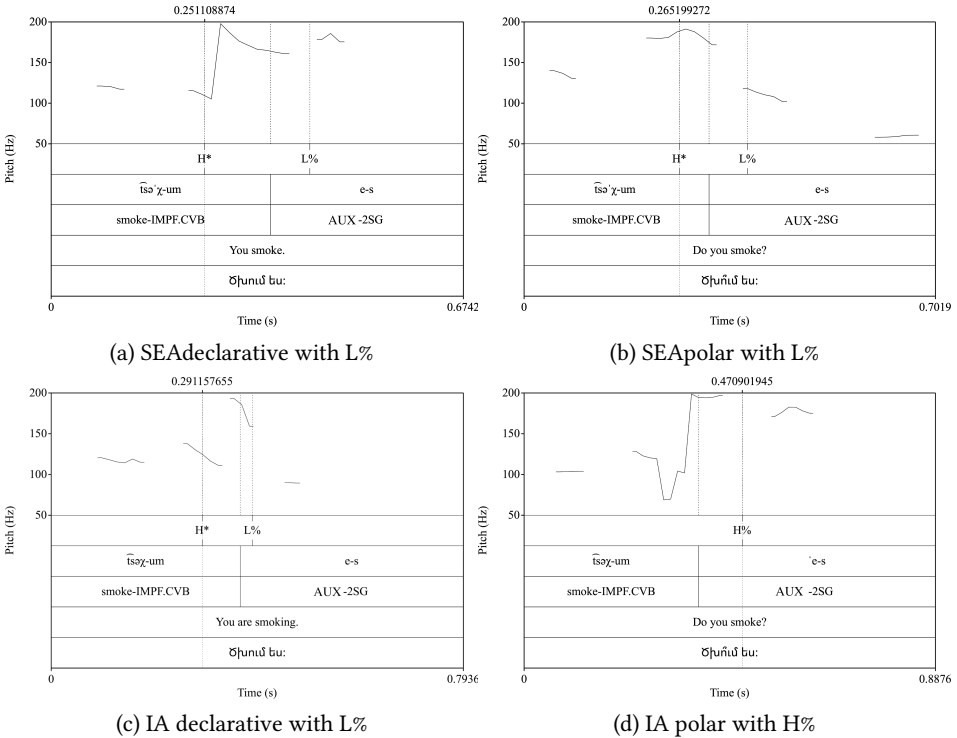 0.251108874
200
150
100
50
Pitch (Hz)
H* L%
t͡səˈχ-um e-s
smoke-IMPF.CVB AUX-2SG
You smoke.
Ծխում ես։
0 0.6742
Time (s)
(a) SEAdeclarative with L%
0.265199272
200
150
100
50
Pitch (Hz)
H* L%
t͡səˈχ-um e-s
smoke-IMPF.CVB AUX-2SG
Do you smoke?
Ծխո՞ւմ ես։
0 0.7019
Time (s)
(b) SEApolar with L%
0.291157655
200
150
100
50
Pitch (Hz)
H* L%
t͡səχ-um e-s
smoke-IMPF.CVB AUX-2SG
You are smoking.
Ծխում ես։
0 0.7936
Time (s)
(c) IA declarative with L%
0.470901945
200
150
100
50
Pitch (Hz)
H%
t͡səχ-um ˈe-s
smoke-IMPF.CVB AUX -2SG
Do you smoke?
Ծխո՞ւմ ես։
0 0.8876
Time (s)
(d) IA polar with H%